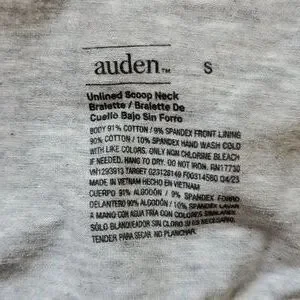 auden™ S
Unlined Scoop Neck
Bralette / Bralette De
Cuello Bajo Sin Forro
BODY 91% COTTON / 9% SPANDEX FRONT LINING
90% COTTON / 10% SPANDEX HAND WASH COLD
WITH LIKE COLORS. ONLY NON CHLORINE BLEACH
IF NEEDED. HANG TO DRY. DO NOT IRON. RN17730
TARGET
MADE IN VIETNAM HECHO EN VIETNAM
CUERPO 91% ALGODÓN / 9% SPANDEX FORRO
DELANTERO 90% ALGODÓN / 10% SPANDEX LAVAR
A MANO CON AGUA FRÍA CON COLORES SIMILARES
SÓLO BLANQUEADOR SIN CLORO SI ES NECESARIO.
TENDER PARA SECAR. NO PLANCHAR.